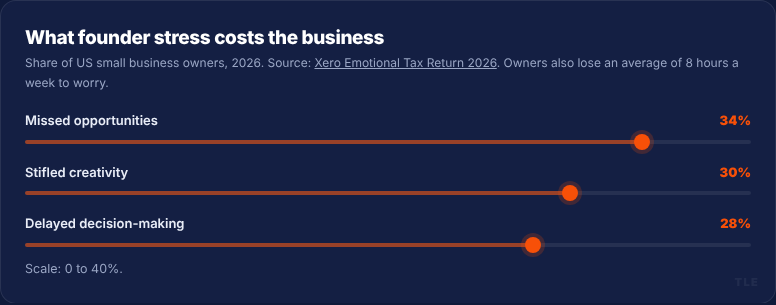 What founder stress costs the business
Share of US small business owners, 2026. Source: Xero Emotional Tax Return 2026. Owners also lose an average of 8 hours a
week to worry.
Missed opportunities 34%
Stifled creativity 30%
Delayed decision-making 28%
Scale: 0 to 40%.
TLE